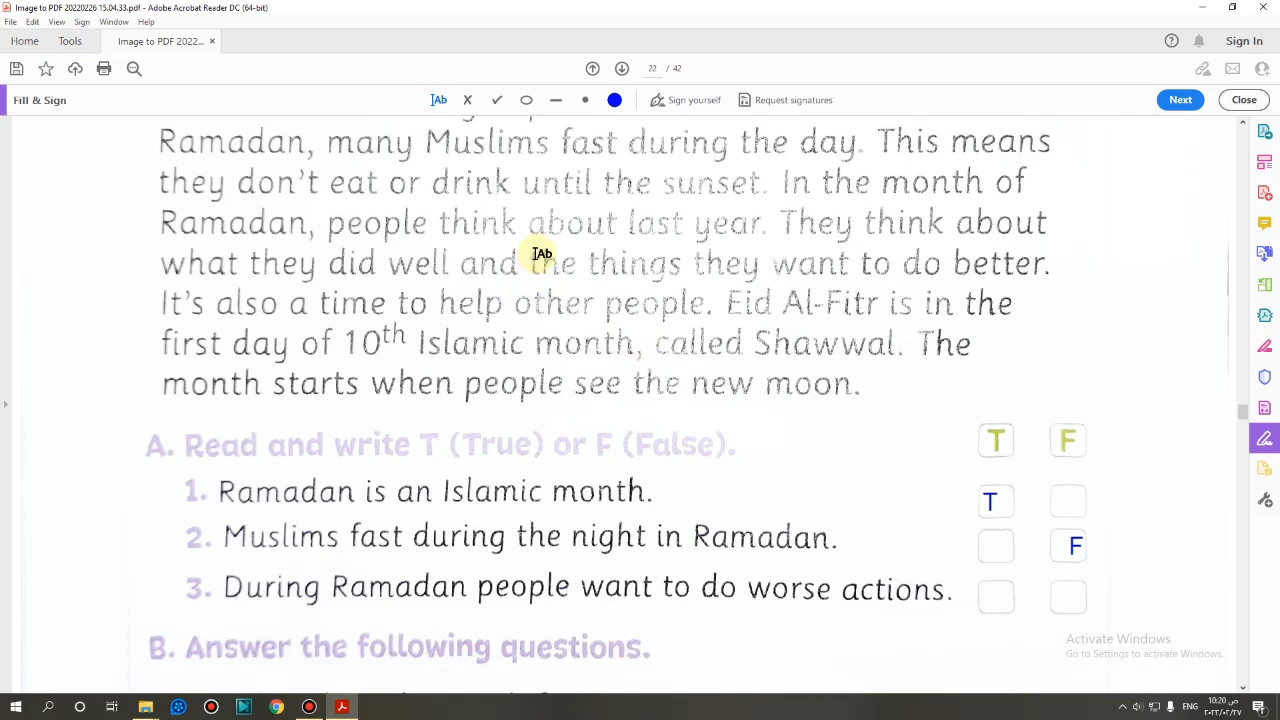 Image to PDF 20220226 15.04.33.pdf - Adobe Acrobat Reader DC (64-bit)
File Edit View Sign Window Help
Home Tools Image to PDF 2022... × Sign In
22 / 42
Fill & Sign Ab Sign yourself Request signatures Next Close
Ramadan, many Muslims fast during the day. This means
they don't eat or drink until the sunset. In the month of
Ramadan, people think about last year. They think about
what they did well and the things they want to do better.
It's also a time to help other people. Eid Al-Fitr is in the
first day of 10th Islamic month, called Shawwal. The
month starts when people see the new moon.
Ab
A. Read and write T (True) or F (False). T F
1. Ramadan is an Islamic month. T
2. Muslims fast during the night in Ramadan. F
3. During Ramadan people want to do worse actions.
B. Answer the following questions.
Activate Windows
Go to Settings to activate Windows.
ENG
10:20 ص
٢٠٢٢/٠٢/٢٧